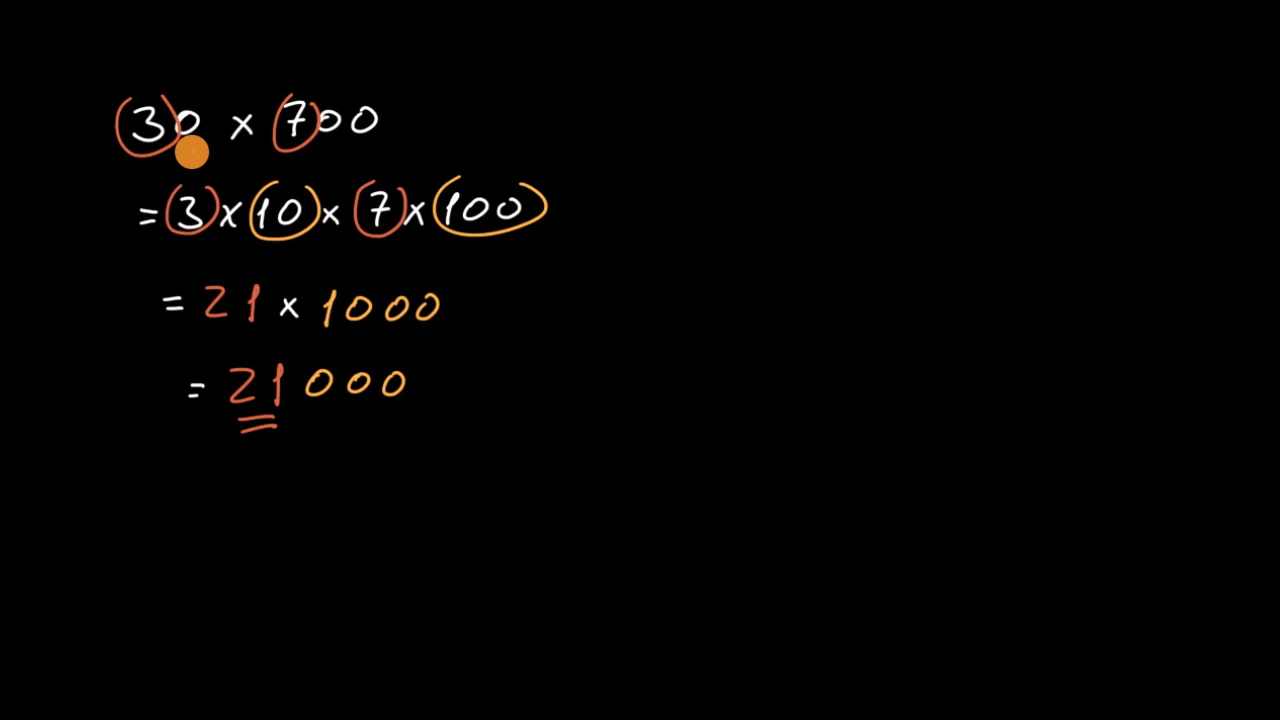 30 x 700
= 3 x 10 x 7 x 100
= 21 x 1000
= 21000